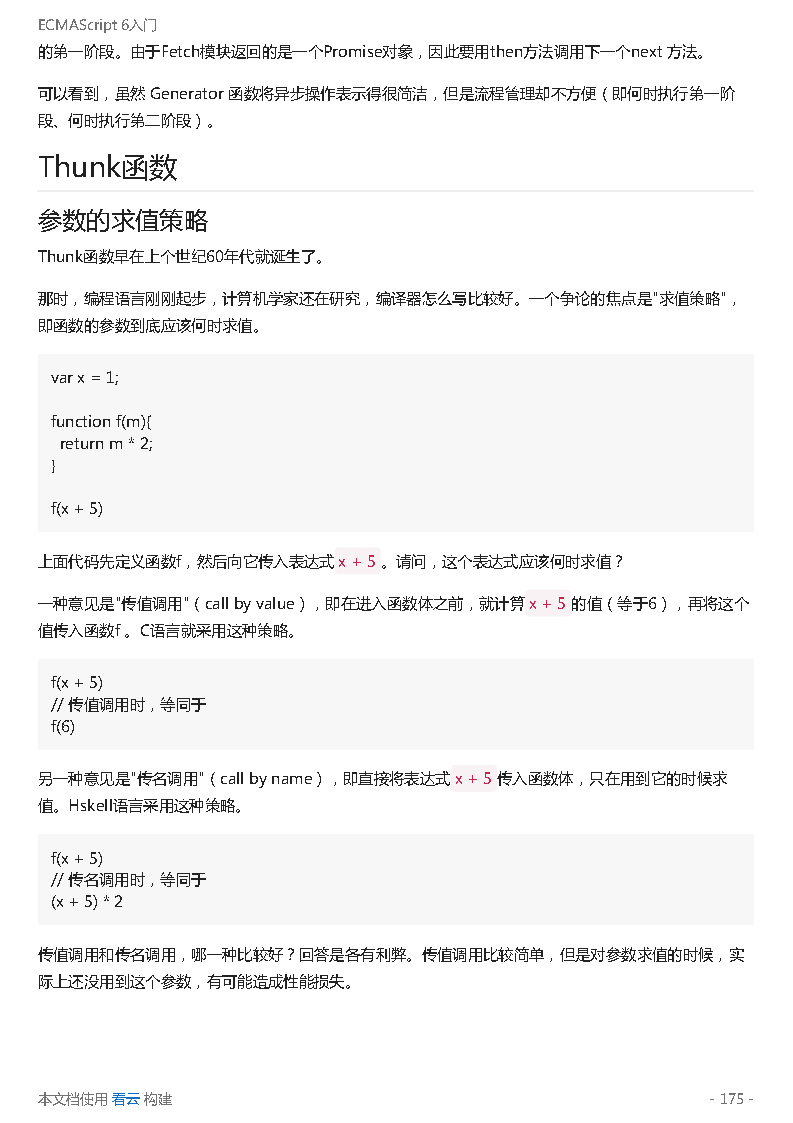 ECMAScript 6入门
的第一阶段。由于Fetch模块返回的是一个Promise对象，因此要用then方法调用下一个next 方法。
可以看到，虽然 Generator 函数将异步操作表示得很简洁，但是流程管理却不方便（即何时执行第一阶
段、何时执行第二阶段）。
Thunk函数
参数的求值策略
Thunk函数早在上个世纪60年代就诞生了。
那时，编程语言刚刚起步，计算机学家还在研究，编译器怎么写比较好。一个争论的焦点是"求值策略"，
即函数的参数到底应该何时求值。
var x = 1;
function f(m){
  return m * 2;
}
f(x + 5)
上面代码先定义函数f，然后向它传入表达式 x + 5 。请问，这个表达式应该何时求值？
一种意见是"传值调用"（call by value），即在进入函数体之前，就计算 x + 5 的值（等于6），再将这个
值传入函数f 。C语言就采用这种策略。
f(x + 5)
// 传值调用时，等同于
f(6)
另一种意见是"传名调用"（call by name），即直接将表达式 x + 5 传入函数体，只在用到它的时候求
值。Hskell语言采用这种策略。
f(x + 5)
// 传名调用时，等同于
(x + 5) * 2
传值调用和传名调用，哪一种比较好？回答是各有利弊。传值调用比较简单，但是对参数求值的时候，实
际上还没用到这个参数，有可能造成性能损失。
本文档使用 看云 构建 - 175 -